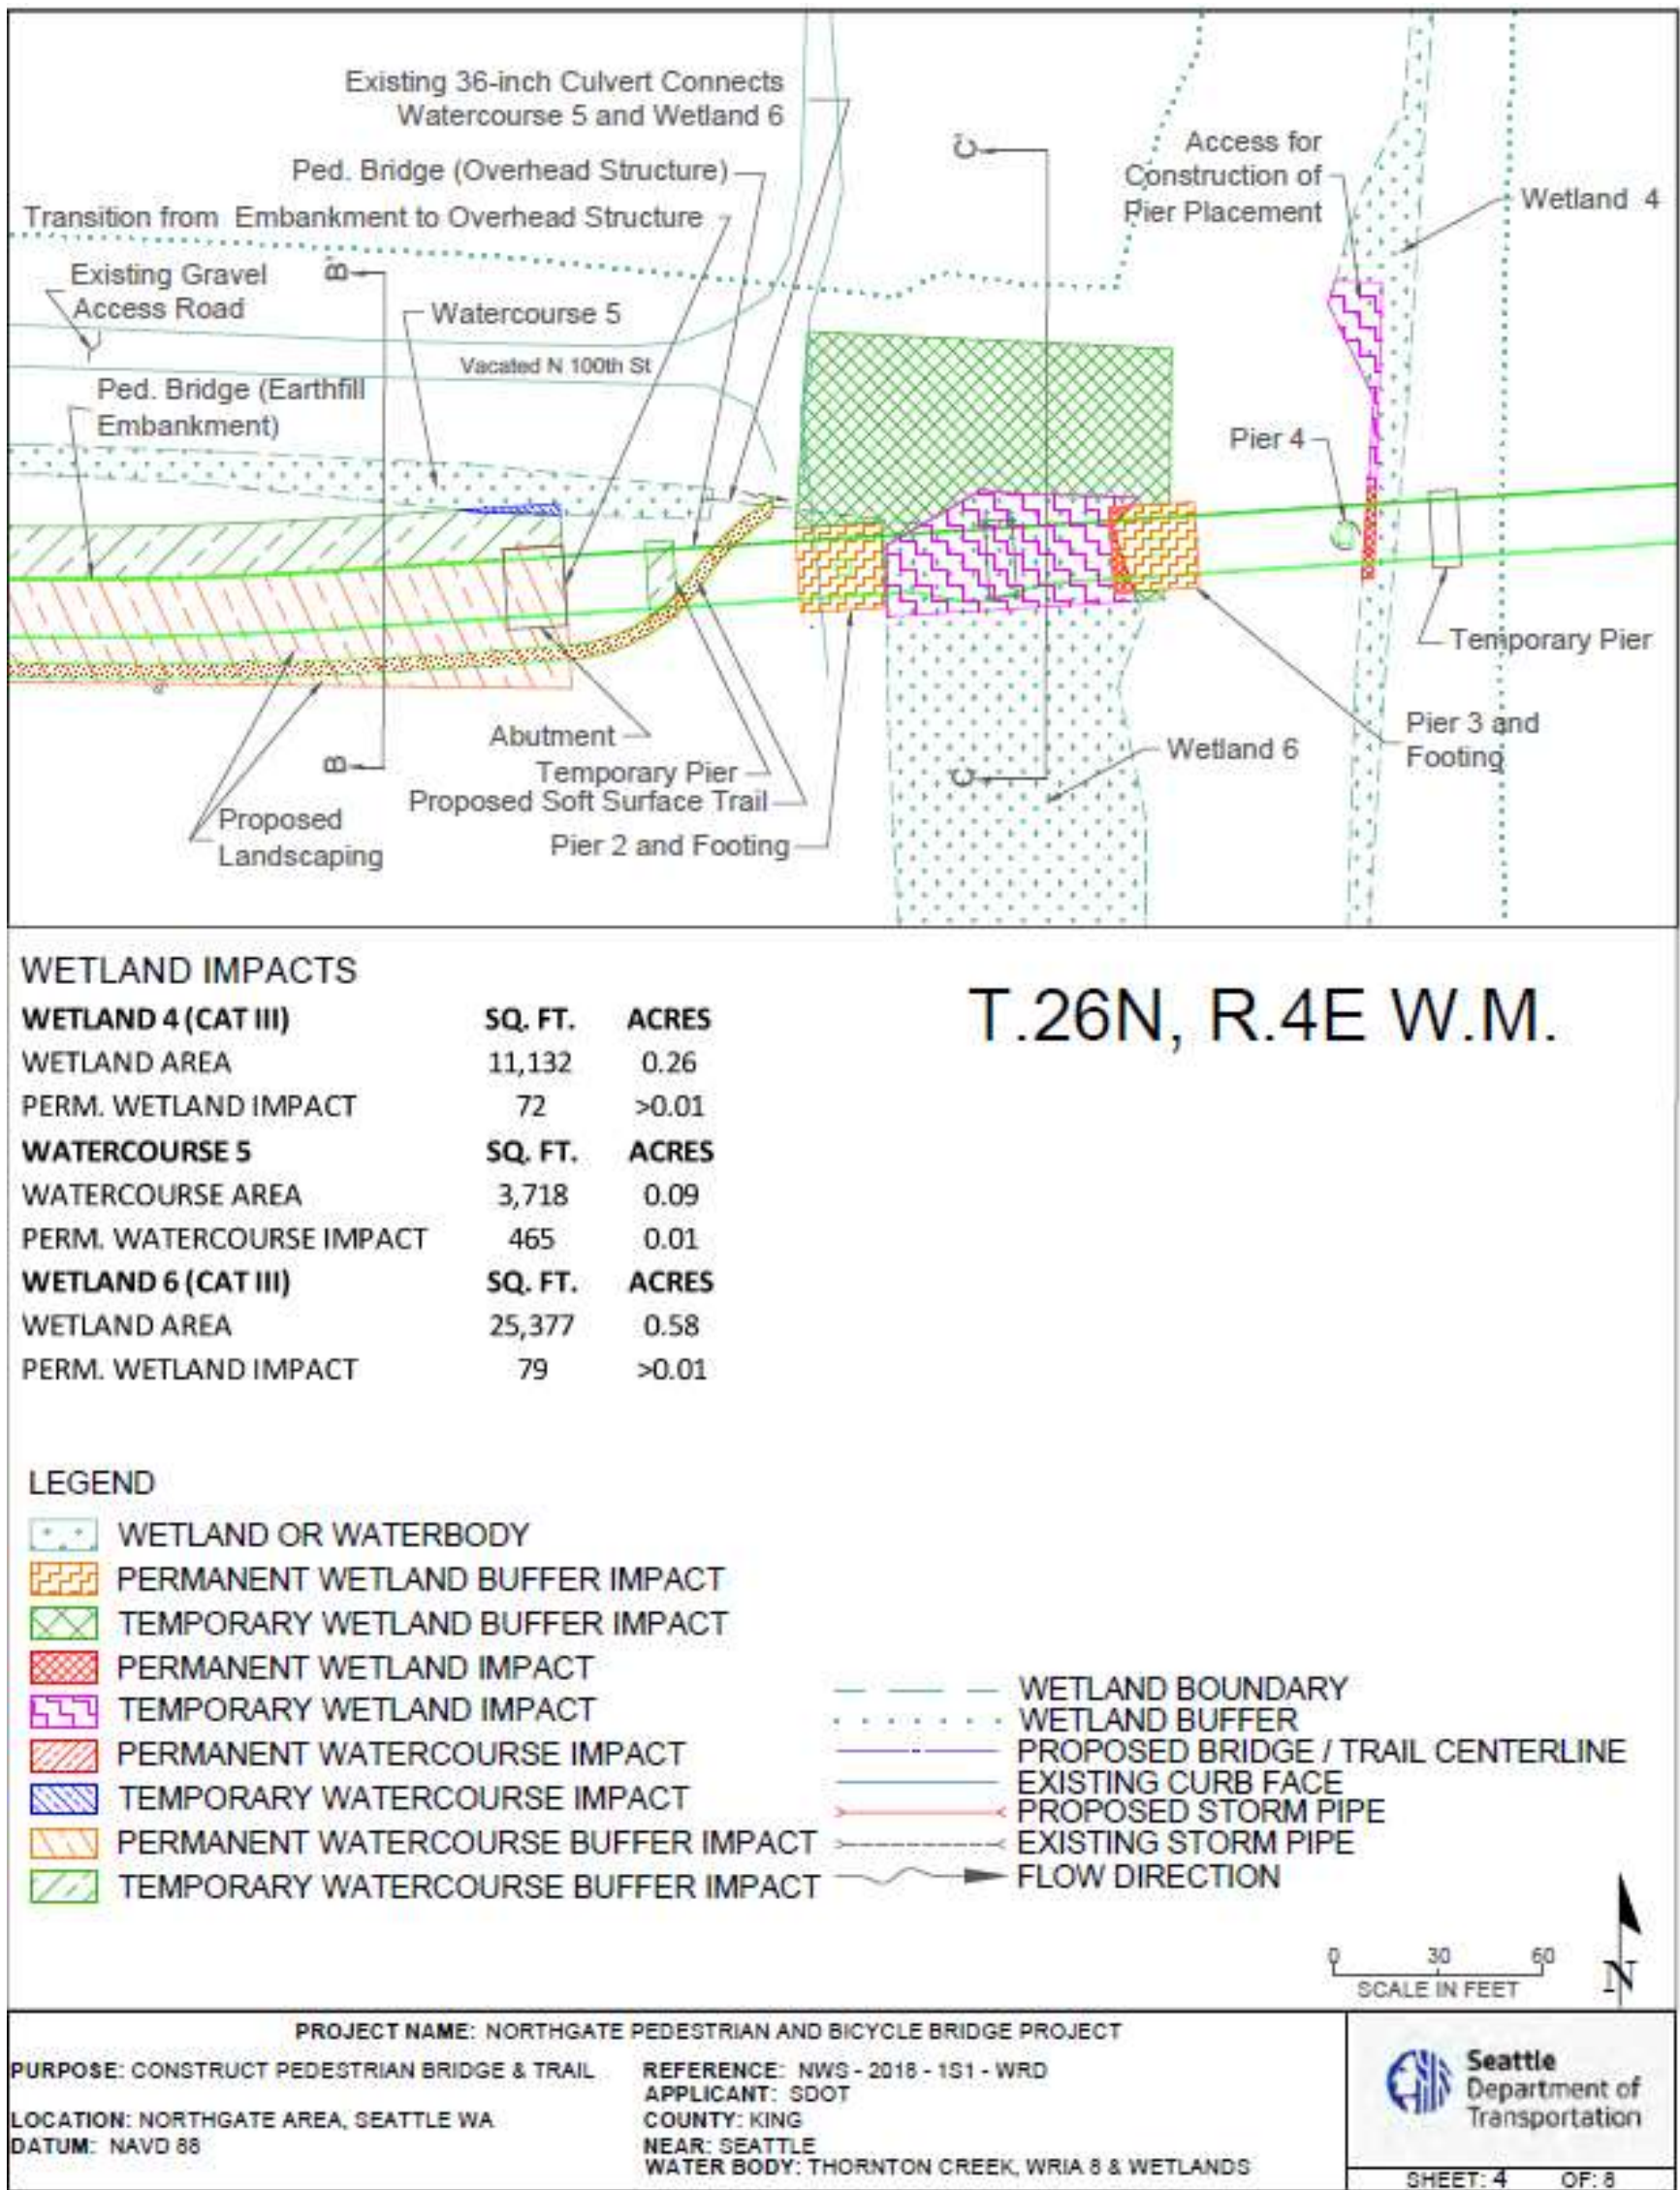 Existing 36-inch Culvert Connects
Watercourse 5 and Wetland 6
Ped. Bridge (Overhead Structure)
Transition from Embankment to Overhead Structure
Existing Gravel
Access Road
B'
Watercourse 5
Vacated N 100th St
Ped. Bridge (Earthfill
Embankment)
C'
Access for
Construction of
Pier Placement
Wetland 4
Pier 4
Temporary Pier
Pier 3 and
Footing
Wetland 6
C
B
Abutment
Temporary Pier
Proposed Soft Surface Trail
Pier 2 and Footing
Proposed
Landscaping
WETLAND IMPACTS
WETLAND 4 (CAT III) SQ. FT. ACRES
WETLAND AREA 11,132 0.26
PERM. WETLAND IMPACT 72 >0.01
WATERCOURSE 5 SQ. FT. ACRES
WATERCOURSE AREA 3,718 0.09
PERM. WATERCOURSE IMPACT 465 0.01
WETLAND 6 (CAT III) SQ. FT. ACRES
WETLAND AREA 25,377 0.58
PERM. WETLAND IMPACT 79 >0.01
T.26N, R.4E W.M.
LEGEND
WETLAND OR WATERBODY
PERMANENT WETLAND BUFFER IMPACT
TEMPORARY WETLAND BUFFER IMPACT
PERMANENT WETLAND IMPACT
TEMPORARY WETLAND IMPACT
PERMANENT WATERCOURSE IMPACT
TEMPORARY WATERCOURSE IMPACT
PERMANENT WATERCOURSE BUFFER IMPACT
TEMPORARY WATERCOURSE BUFFER IMPACT
WETLAND BOUNDARY
WETLAND BUFFER
PROPOSED BRIDGE / TRAIL CENTERLINE
EXISTING CURB FACE
PROPOSED STORM PIPE
EXISTING STORM PIPE
FLOW DIRECTION
0 30 60
SCALE IN FEET
N
PROJECT NAME: NORTHGATE PEDESTRIAN AND BICYCLE BRIDGE PROJECT
PURPOSE: CONSTRUCT PEDESTRIAN BRIDGE & TRAIL
LOCATION: NORTHGATE AREA, SEATTLE WA
DATUM: NAVD 88
REFERENCE: NWS - 2016 - 1S1 - WRD
APPLICANT: SDOT
COUNTY: KING
NEAR: SEATTLE
WATER BODY: THORNTON CREEK, WRIA 8 & WETLANDS
Seattle
Department of
Transportation
SHEET: 4 OF: 8